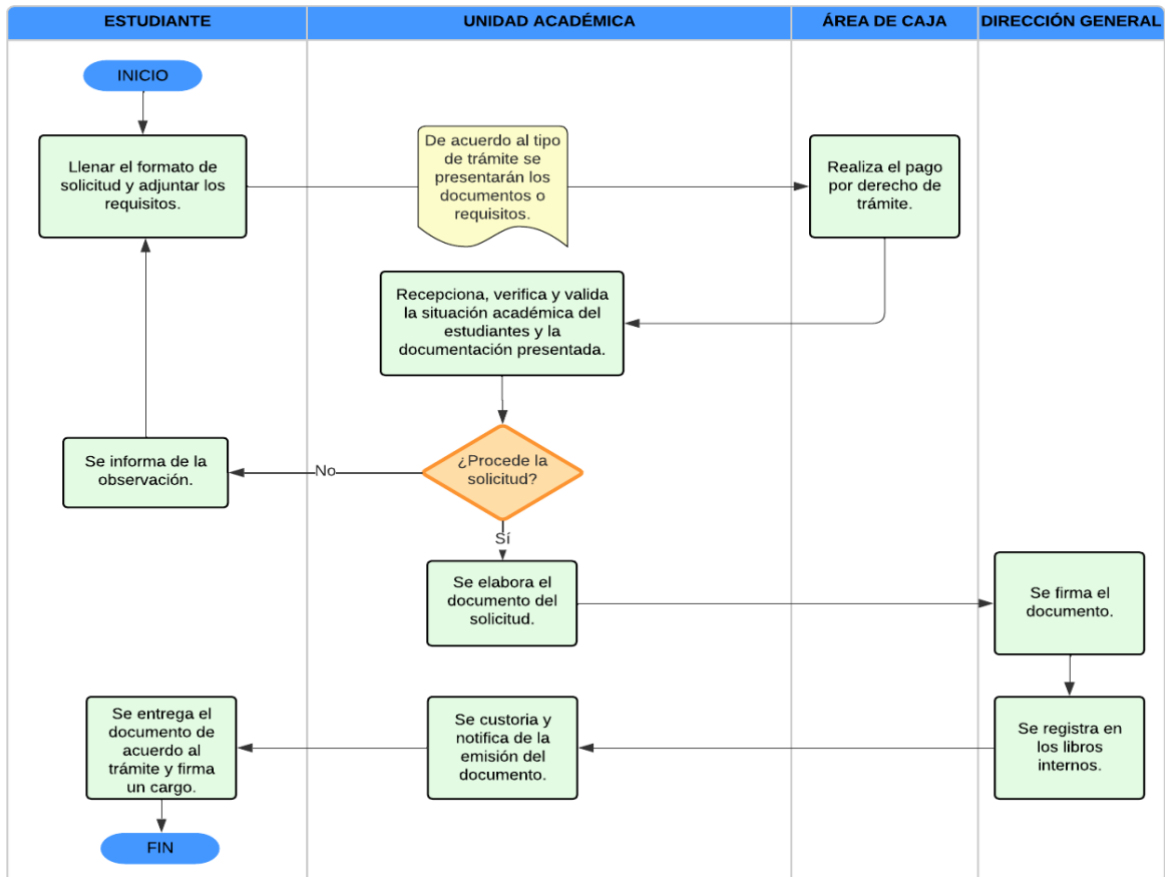 ESTUDIANTE
UNIDAD ACADÉMICA
ÁREA DE CAJA
DIRECCIÓN GENERAL
INICIO
Llenar el formato de
solicitud y adjuntar los
requisitos.
De acuerdo al tipo
de trámite se
presentarán los
documentos o
requisitos.
Realiza el pago
por derecho de
trámite.
Recepciona, verifica y valida
la situación académica del
estudiantes y la
documentación presentada.
¿Procede la
solicitud?
No
Se informa de la
observación.
Sí
Se elabora el
documento del
solicitud.
Se firma el
documento.
Se registra en
los libros
internos.
Se custoria y
notifica de la
emisión del
documento.
Se entrega el
documento de
acuerdo al
trámite y firma
un cargo.
FIN